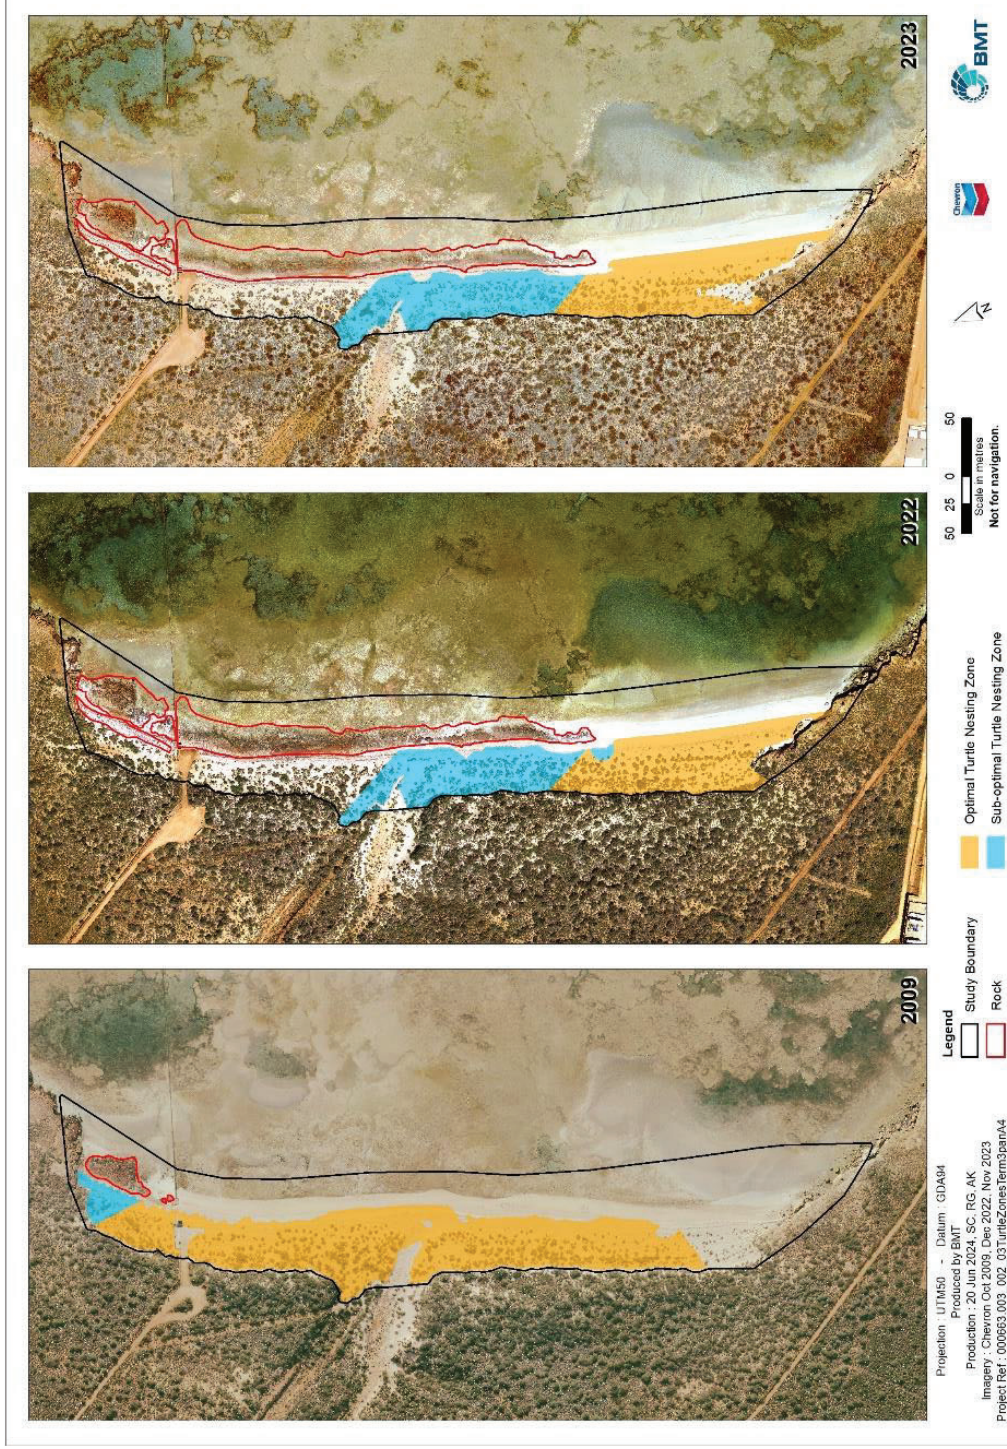 2009
2022
2023
Legend
Study Boundary
Rock
Optimal Turtle Nesting Zone
Sub-optimal Turtle Nesting Zone
50 25 0 50
Scale in metres
Not for navigation.
N
Chevron
BMT
Projection : UTM50 - Datum : GDA94
Produced by BMT
Production : 20 Jun 2024, SC, RG, AK
Imagery : Chevron Oct 2009, Dec 2022, Nov 2023
Project Ref : 000663.003_002_03TurtleZonesTerm3panA4